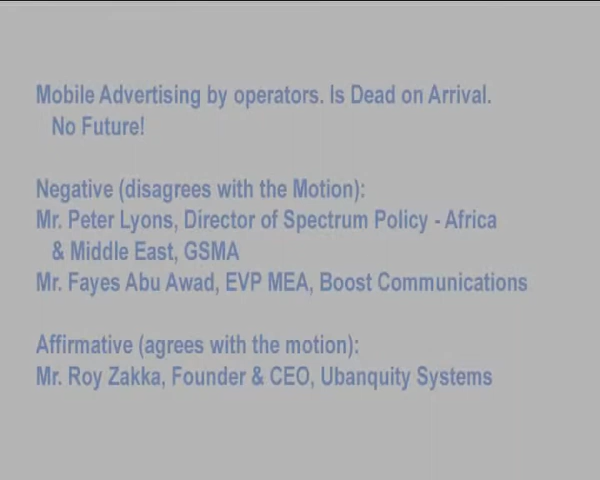 Mobile Advertising by operators. Is Dead on Arrival.
No Future!
Negative (disagrees with the Motion):
Mr. Peter Lyons, Director of Spectrum Policy - Africa
& Middle East, GSMA
Mr. Fayes Abu Awad, EVP MEA, Boost Communications
Affirmative (agrees with the motion):
Mr. Roy Zakka, Founder & CEO, Ubanquity Systems